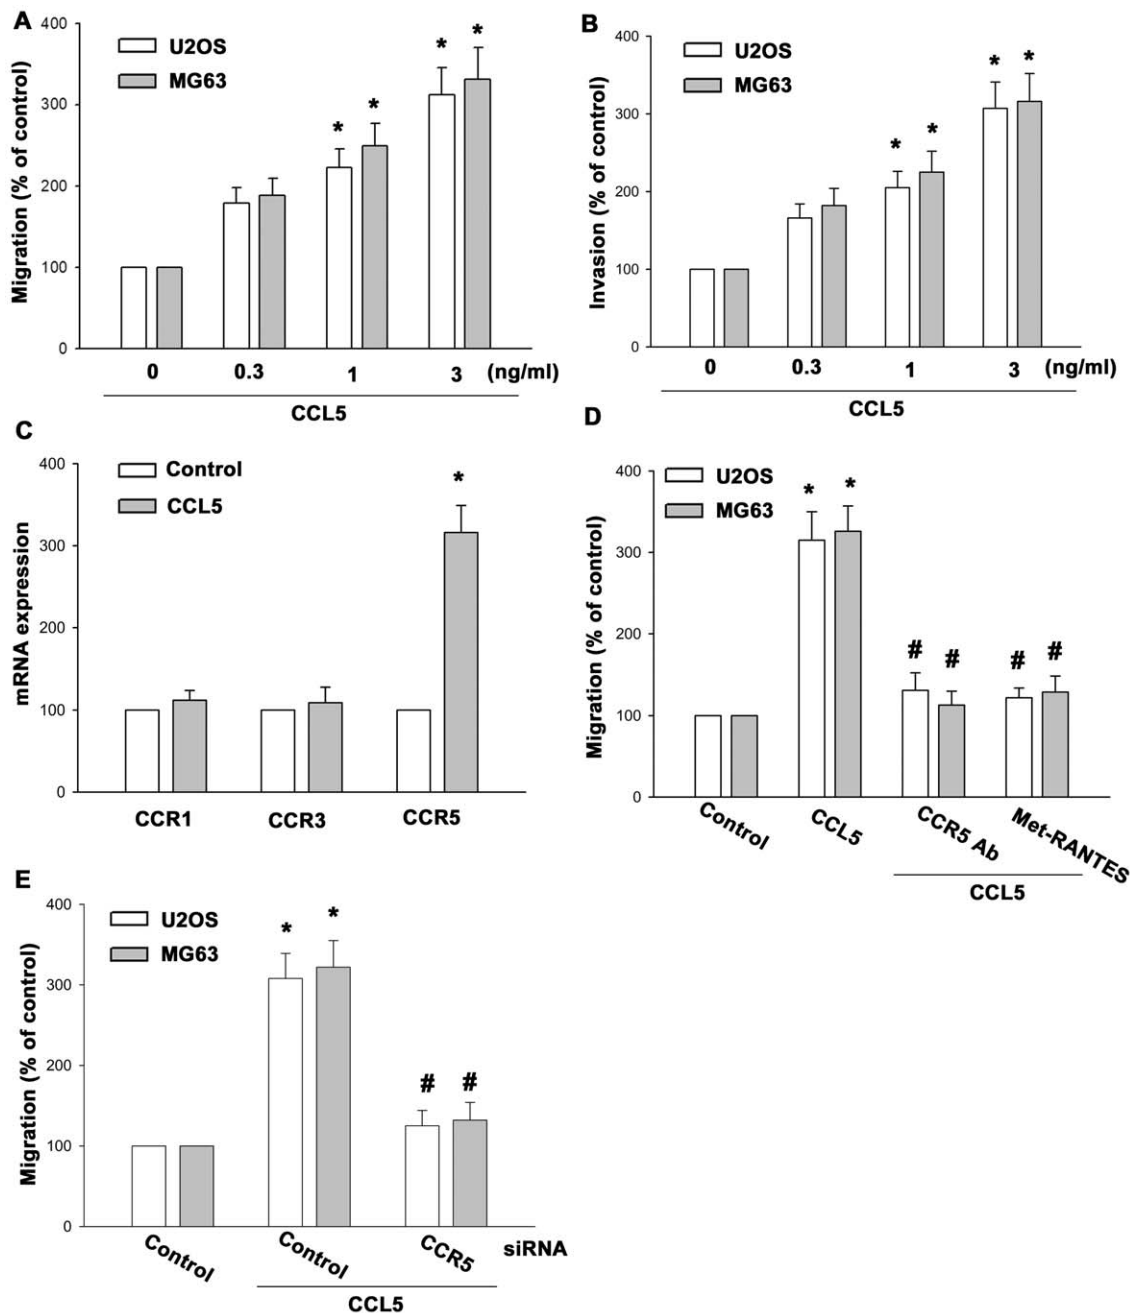 A
Migration (% of control)
400
300
200
100
0
U2OS
MG63
* *
* *
0 0.3 1 3 (ng/ml)
CCL5
B
Invasion (% of control)
400
300
200
100
0
U2OS
MG63
* *
* *
0 0.3 1 3 (ng/ml)
CCL5
C
mRNA expression
400
300
200
100
0
Control
CCL5
*
CCR1 CCR3 CCR5
D
Migration (% of control)
400
300
200
100
0
U2OS
MG63
* *
# # # #
Control CCL5 CCR5 Ab Met-RANTES
CCL5
E
Migration (% of control)
400
300
200
100
0
U2OS
MG63
* *
# #
Control Control CCR5 siRNA
CCL5